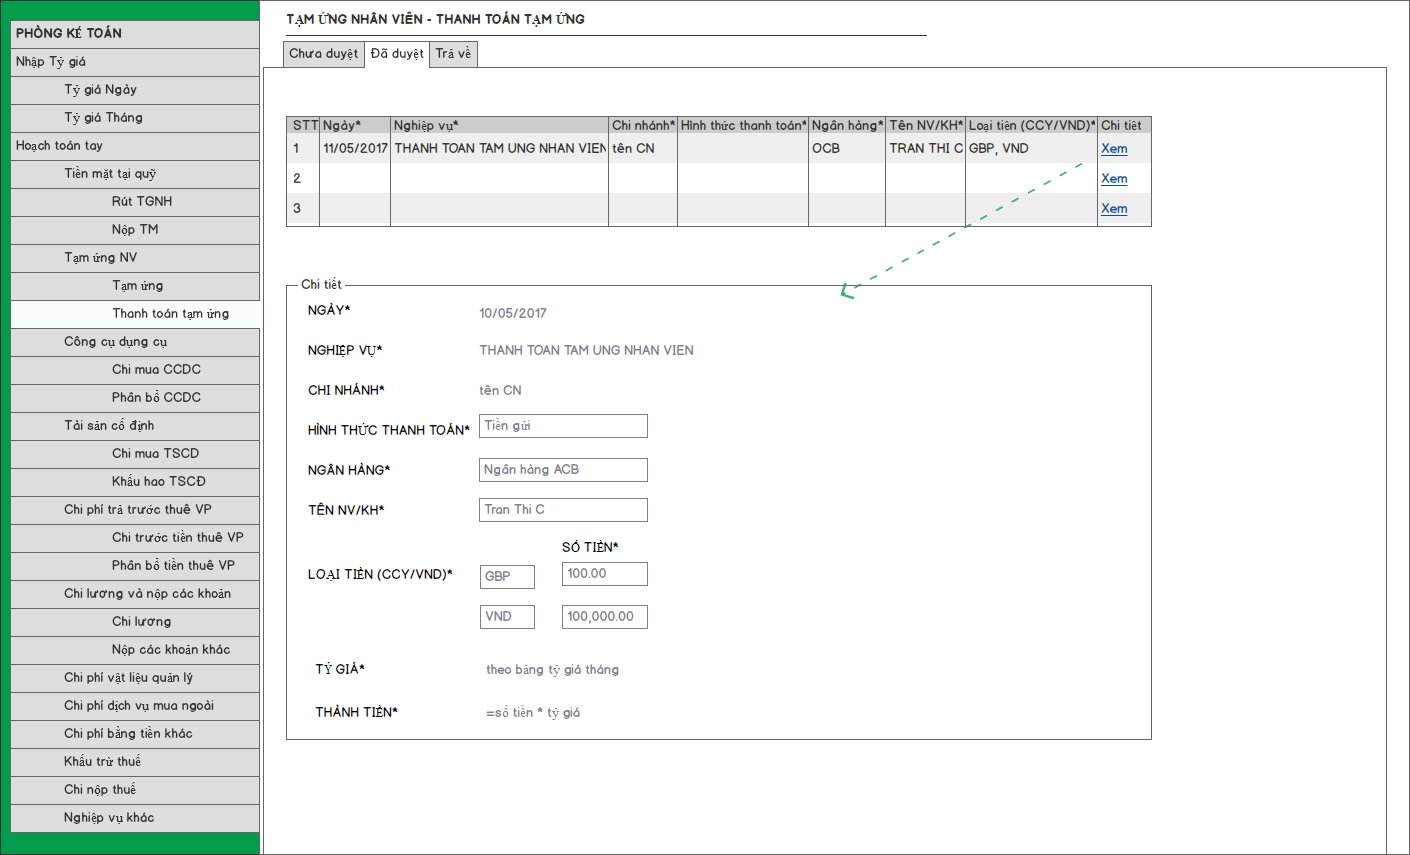 PHÒNG KẾ TOÁN
Nhập Tỷ giá
Tỷ giá Ngày
Tỷ giá Tháng
Hoạch toán tay
Tiền mặt tại quỹ
Rút TGNH
Nộp TM
Tạm ứng NV
Tạm ứng
Thanh toán tạm ứng
Công cụ dụng cụ
Chi mua CCDC
Phân bổ CCDC
Tài sản cố định
Chi mua TSCD
Khấu hao TSCĐ
Chi phí trả trước thuê VP
Chi trước tiền thuê VP
Phân bổ tiền thuê VP
Chi lương và nộp các khoản
Chi lương
Nộp các khoản khác
Chi phí vật liệu quản lý
Chi phí dịch vụ mua ngoài
Chi phí bằng tiền khác
Khấu trừ thuế
Chi nộp thuế
Nghiệp vụ khác
TẠM ỨNG NHÂN VIÊN - THANH TOÁN TẠM ỨNG
Chưa duyệt Đã duyệt Trả về
STT Ngày* Nghiệp vụ* Chi nhánh* Hình thức thanh toán* Ngân hàng* Tên NV/KH* Loại tiền (CCY/VND)* Chi tiêt
1 11/05/2017 THANH TOAN TAM UNG NHAN VIEN tên CN OCB TRAN THI C GBP, VND Xem
2 Xem
3 Xem
Chi tiết
NGÀY* 10/05/2017
NGHIỆP VỤ* THANH TOAN TAM UNG NHAN VIEN
CHI NHÁNH* tên CN
HÌNH THỨC THANH TOÁN* Tiền gửi
NGÂN HÀNG* Ngân hàng ACB
TÊN NV/KH* Tran Thi C
SỐ TIỀN*
LOẠI TIỀN (CCY/VND)* GBP 100.00
VND 100,000.00
TỶ GIÁ* theo bảng tỷ giá tháng
THÀNH TIỀN* =số tiền * tỷ giá